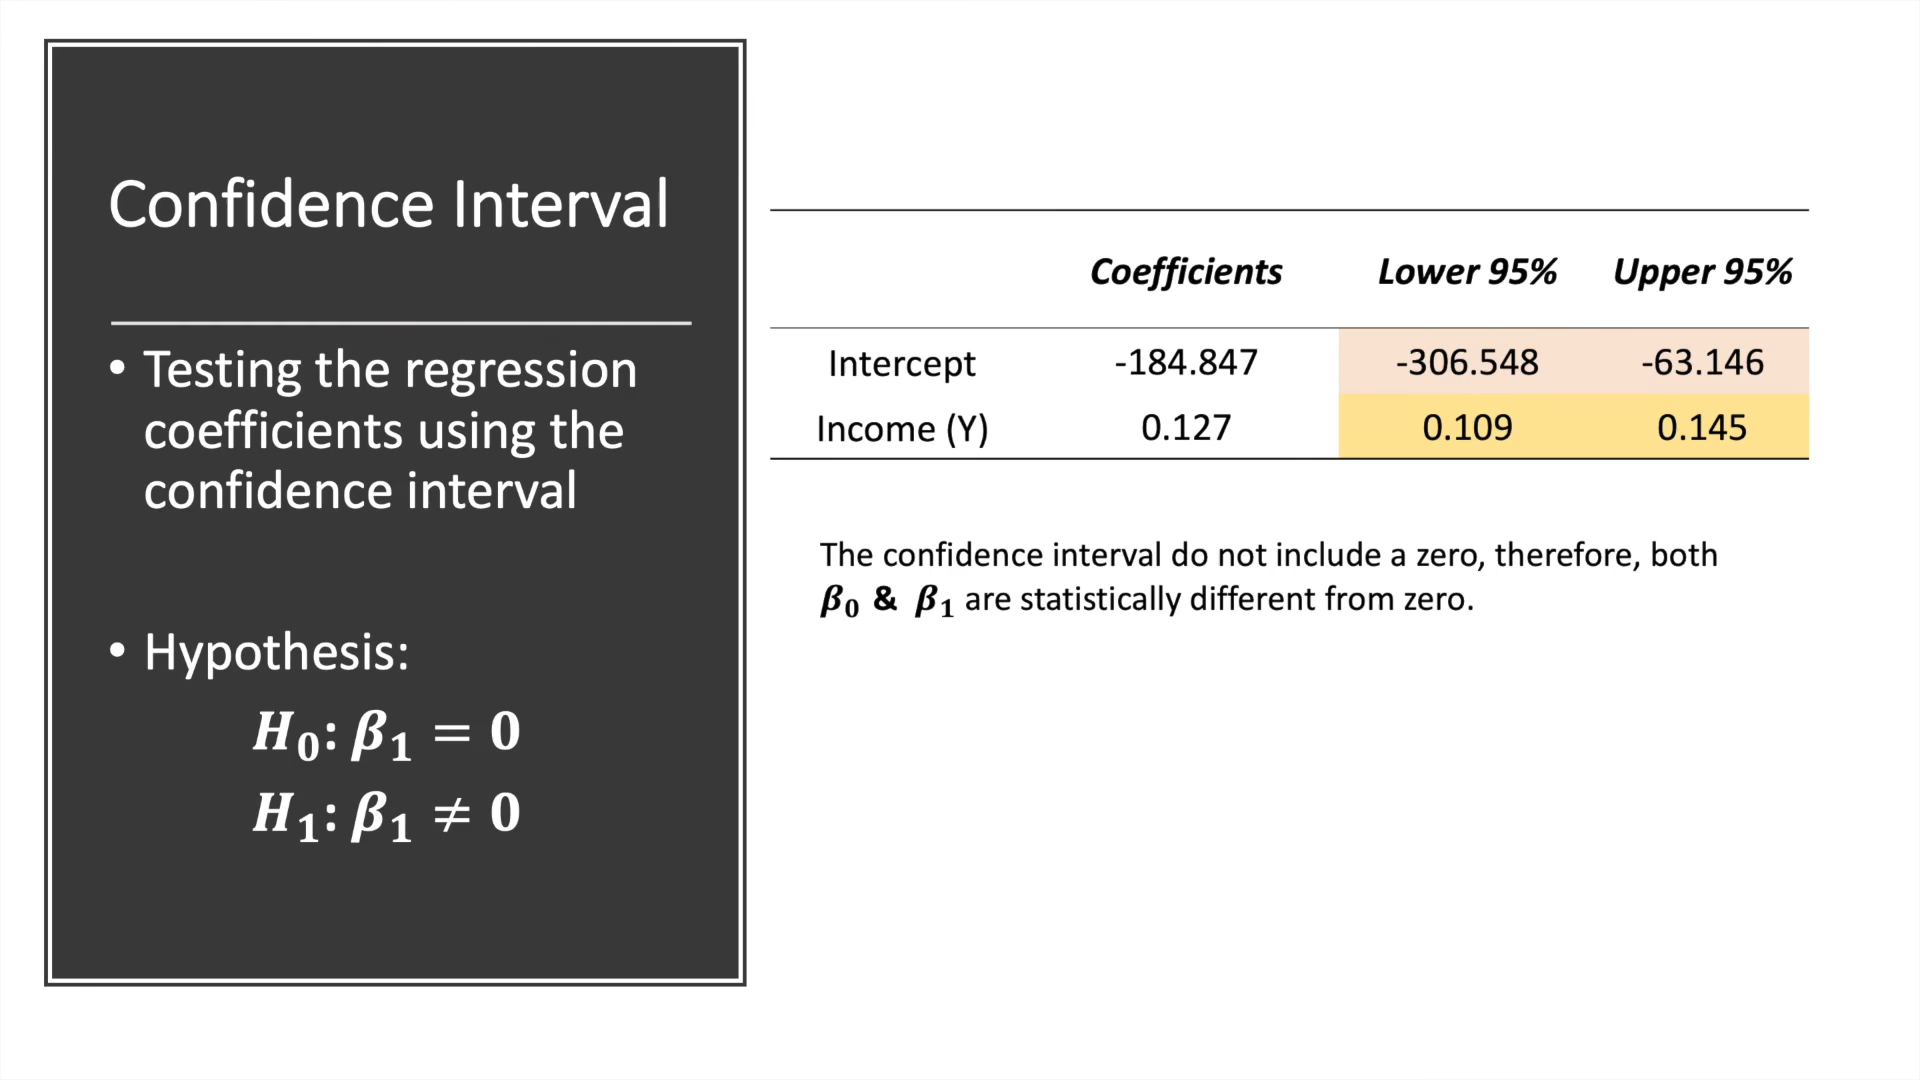 Confidence Interval
• Testing the regression
coefficients using the
confidence interval
• Hypothesis:
H₀: β₁ = 0
H₁: β₁ ≠ 0
Coefficients Lower 95% Upper 95%
Intercept -184.847 -306.548 -63.146
Income (Y) 0.127 0.109 0.145
The confidence interval do not include a zero, therefore, both
β₀ & β₁ are statistically different from zero.